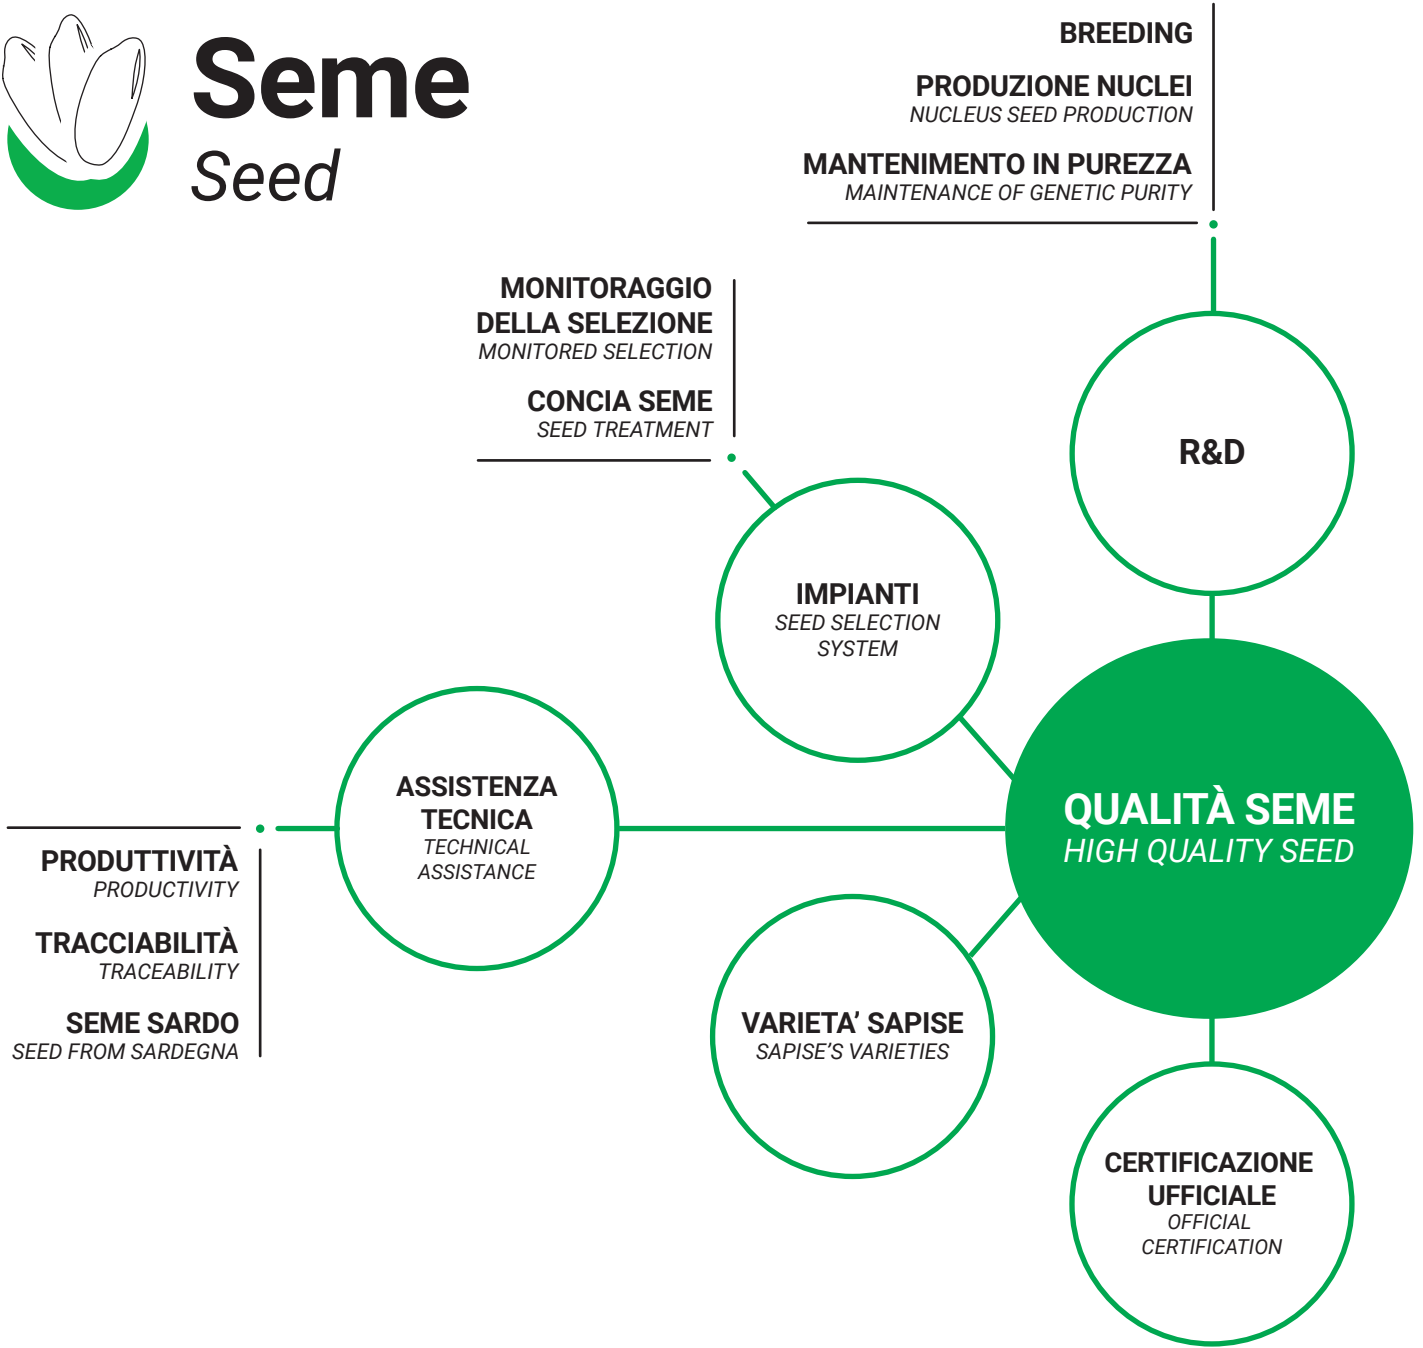 Seme
Seed
BREEDING
PRODUZIONE NUCLEI
NUCLEUS SEED PRODUCTION
MANTENIMENTO IN PUREZZA
MAINTENANCE OF GENETIC PURITY
MONITORAGGIO
DELLA SELEZIONE
MONITORED SELECTION
CONCIA SEME
SEED TREATMENT
R&D
IMPIANTI
SEED SELECTION
SYSTEM
ASSISTENZA
TECNICA
TECHNICAL
ASSISTANCE
QUALITÀ SEME
HIGH QUALITY SEED
PRODUTTIVITÀ
PRODUCTIVITY
TRACCIABILITÀ
TRACEABILITY
SEME SARDO
SEED FROM SARDEGNA
VARIETA’ SAPISE
SAPISE’S VARIETIES
CERTIFICAZIONE
UFFICIALE
OFFICIAL
CERTIFICATION